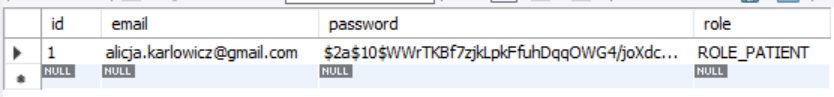 id email password role
1 alicja.karlowicz@gmail.com $2a$10$WWrTKBf7zjkLpkFfuhDqqOWG4/joXdc... ROLE_PATIENT
NULL NULL NULL NULL